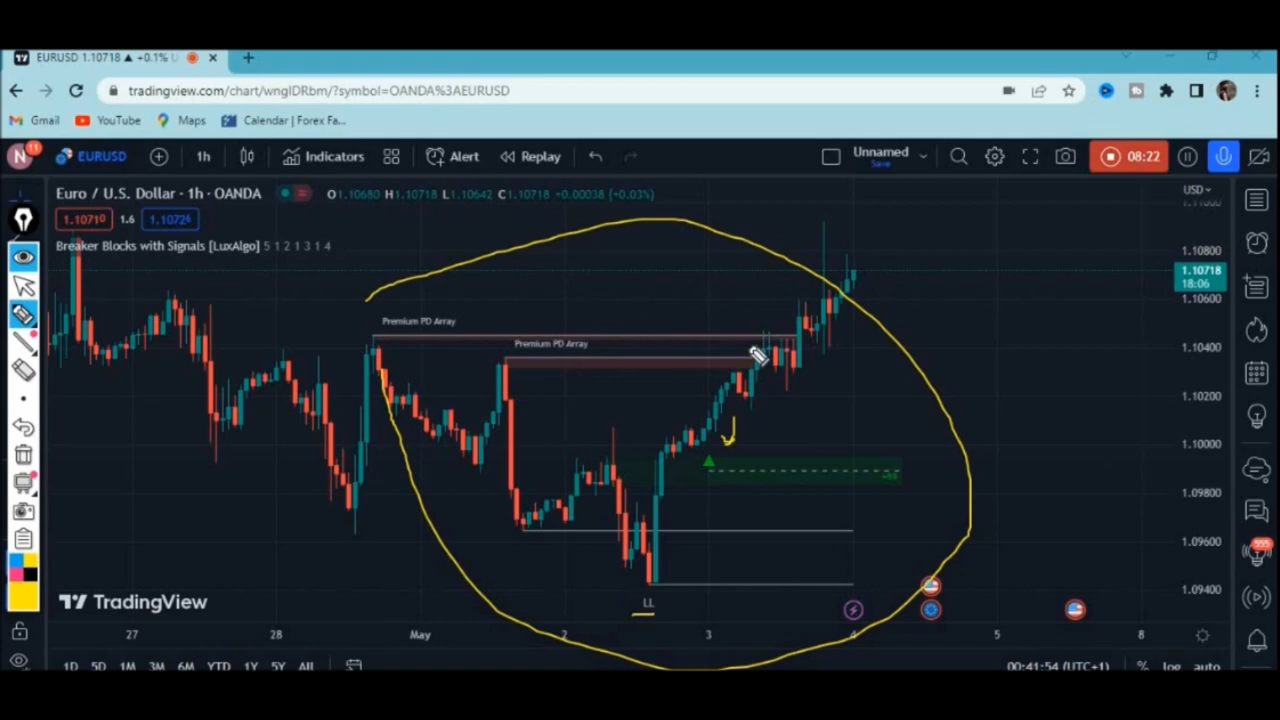 EURUSD 1.10718 ▲ +0.1%
tradingview.com/chart/wngIDRbm/?symbol=OANDA%3AEURUSD
Gmail YouTube Maps Calendar | Forex Fa...
N 11 EURUSD 1h Indicators Alert Replay Unnamed Save 08:22
Euro / U.S. Dollar · 1h · OANDA O1.10680 H1.10718 L1.10642 C1.10718 +0.00038 (+0.03%) USD
1.10710 1.6 1.10726
Breaker Blocks with Signals [LuxAlgo] 5 1 2 1 3 1 4
1.10800
1.10718
18:06
1.10600
Premium PD Array
Premium PD Array
1.10400
1.10200
1.10000
1.09800
1.09600
555
1.09400
LL
TradingView
27 28 May 2 3 4 5 8
1D 5D 1M 3M 6M YTD 1Y 5Y All 00:41:54 (UTC+1) % log auto